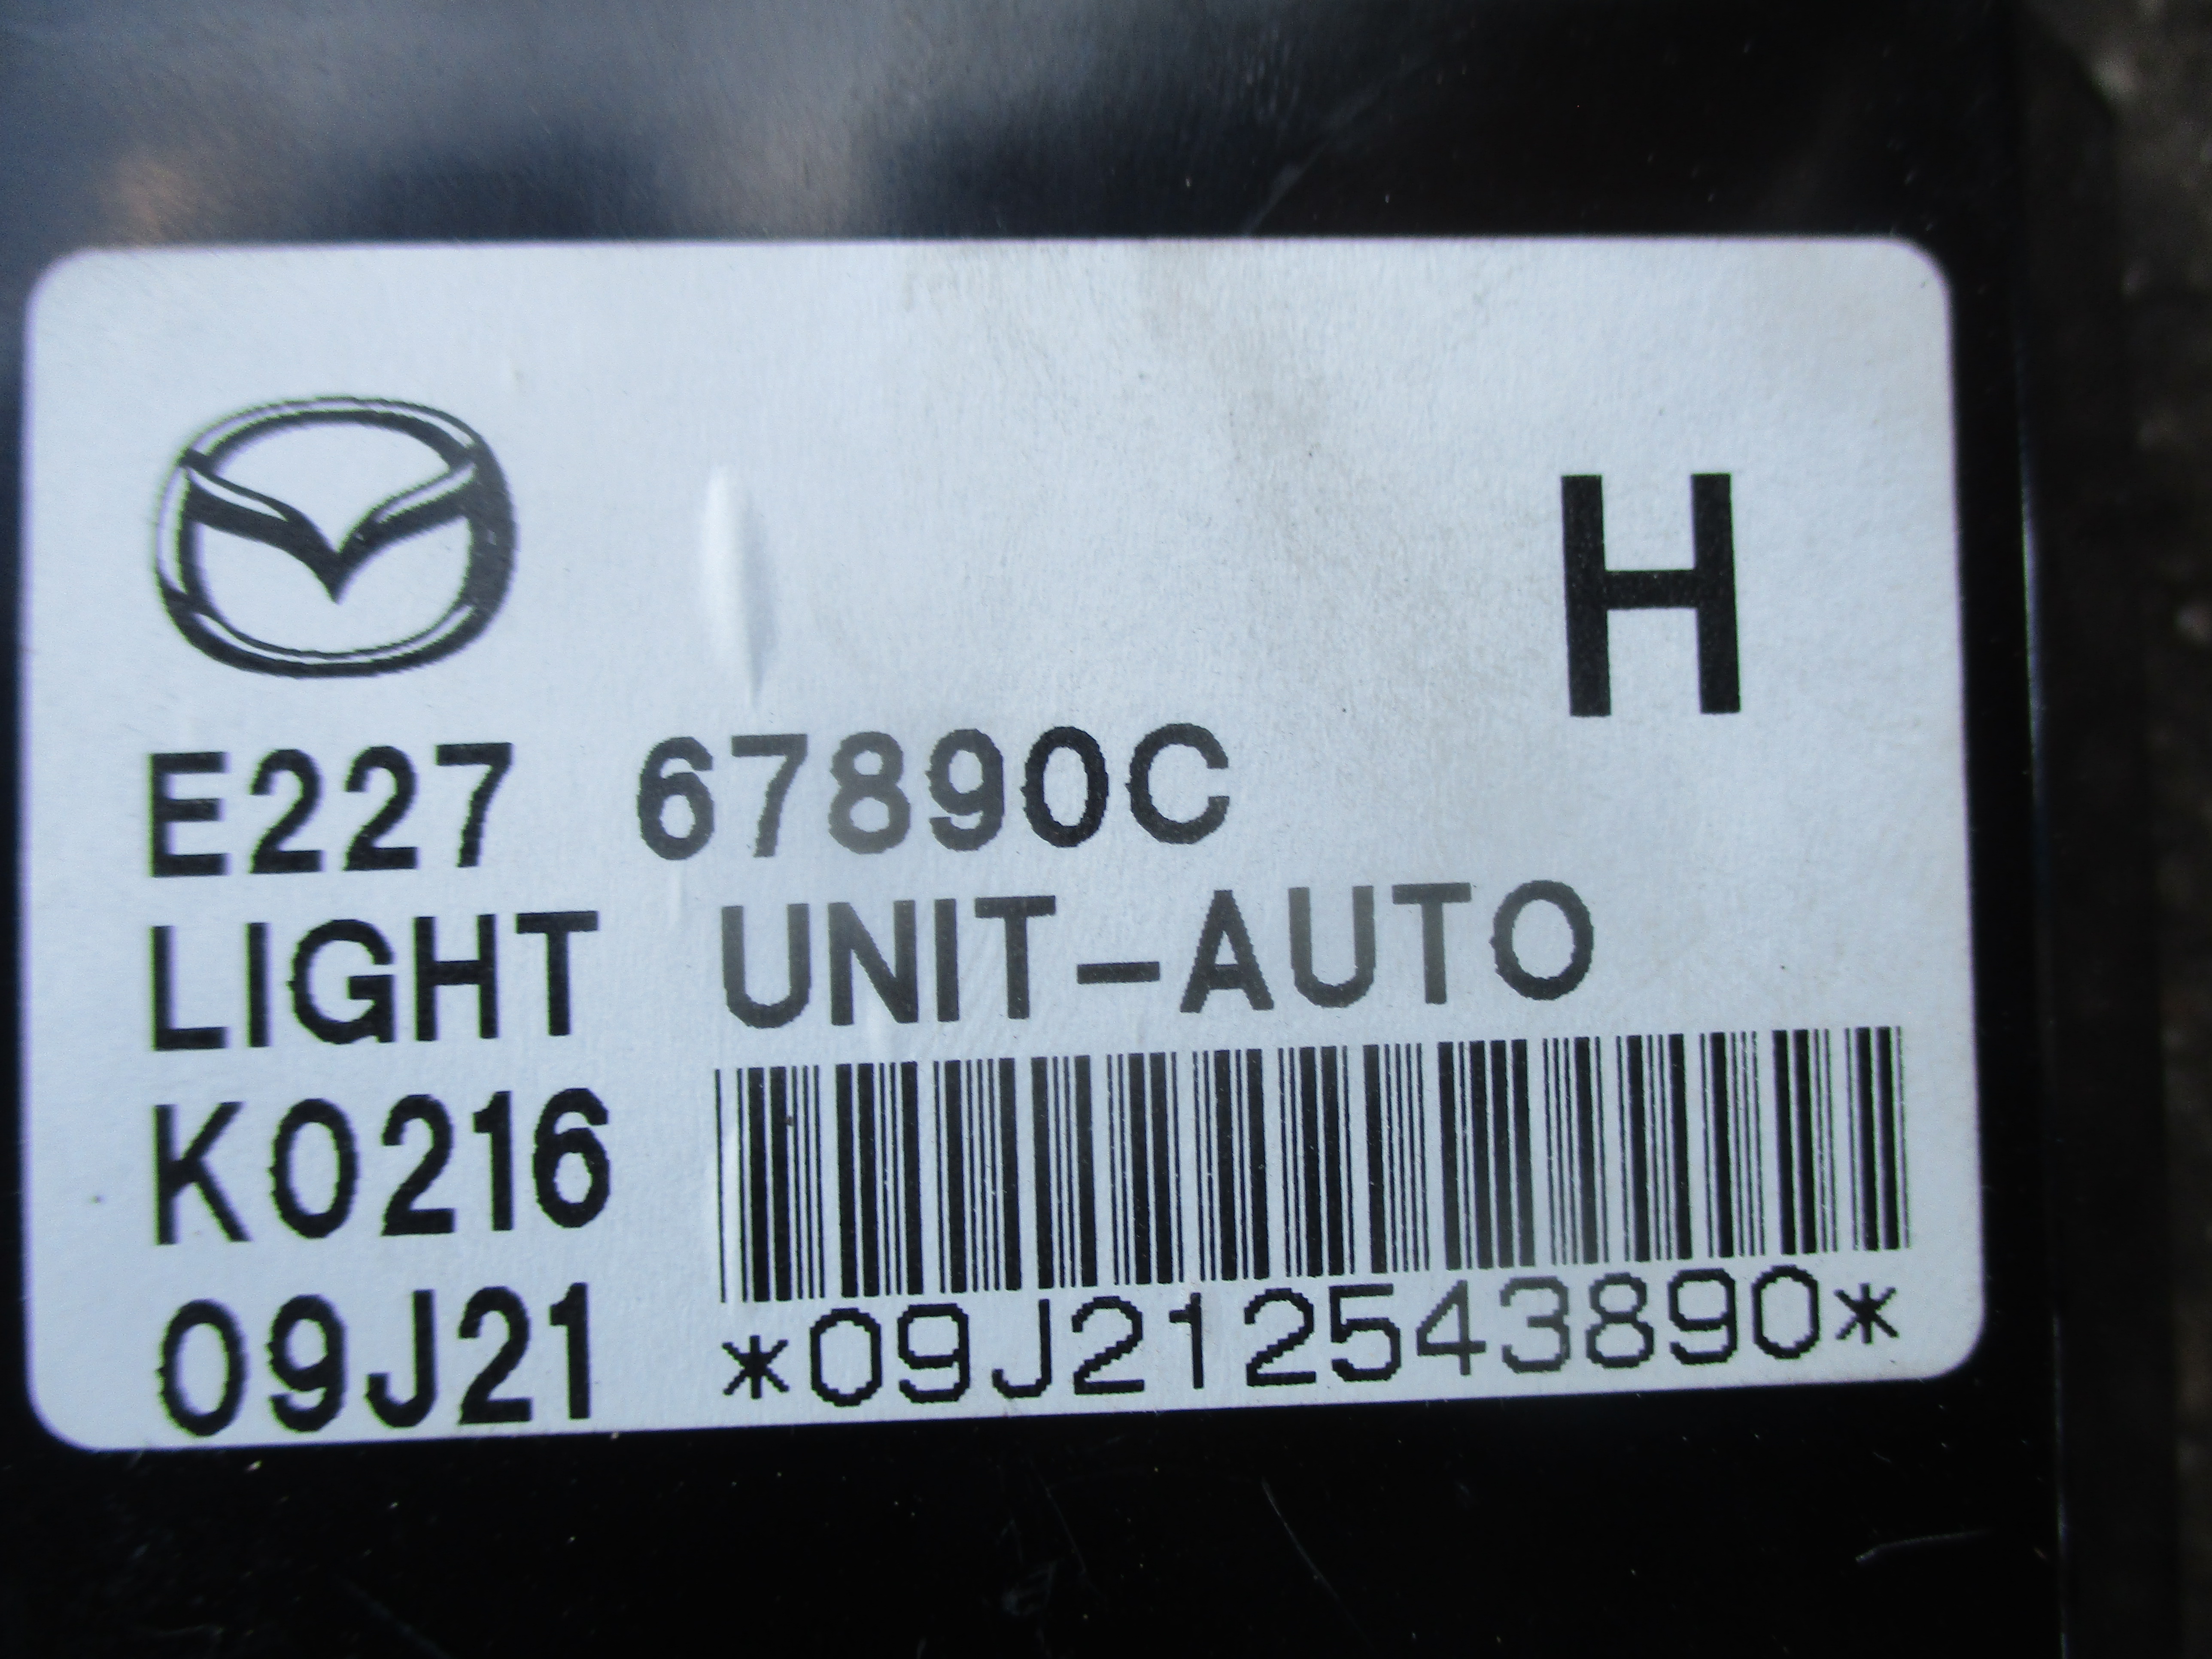 H
E227 67890C
LIGHT UNIT-AUTO
K0216
09J21
*09J212543890*